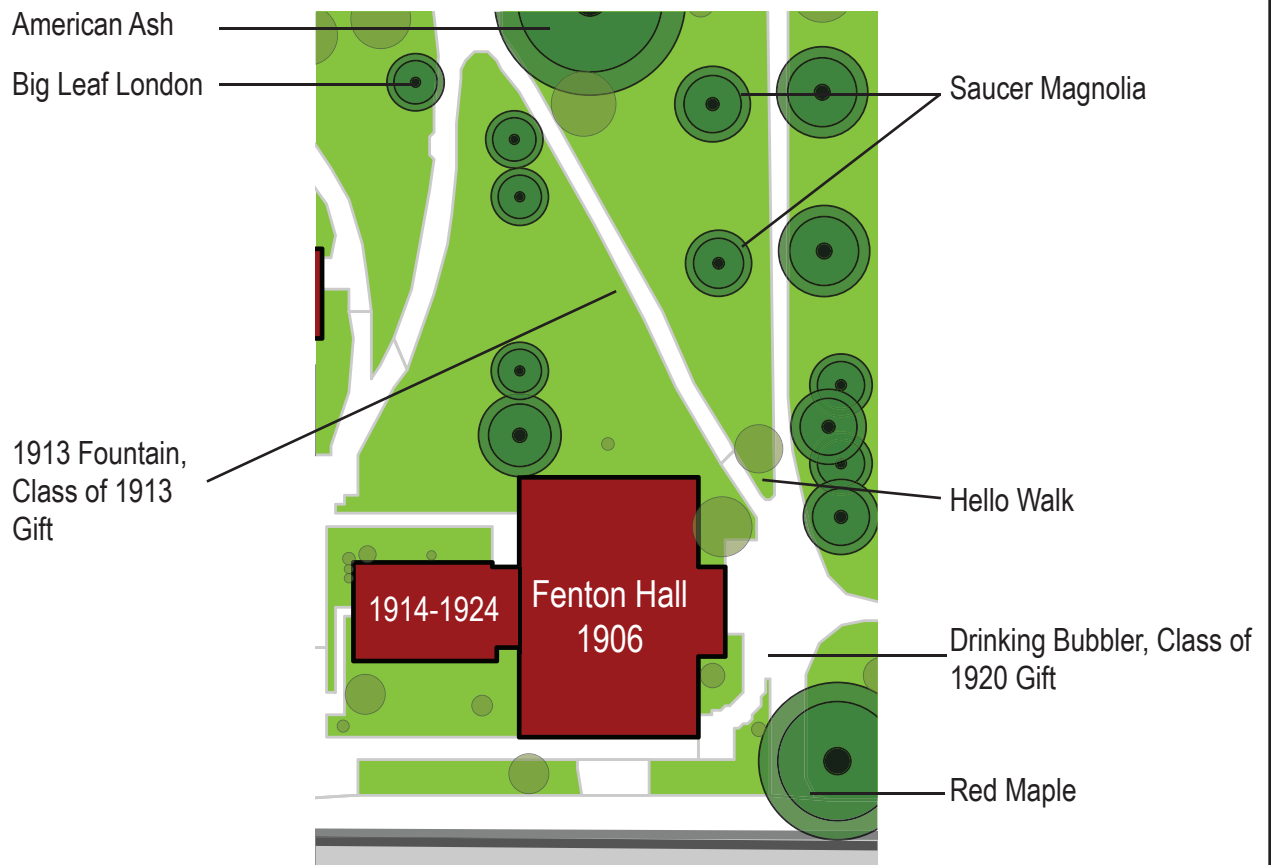 American Ash
Big Leaf London
Saucer Magnolia
1913 Fountain,
Class of 1913
Gift
Hello Walk
1914-1924
Fenton Hall
1906
Drinking Bubbler, Class of
1920 Gift
Red Maple